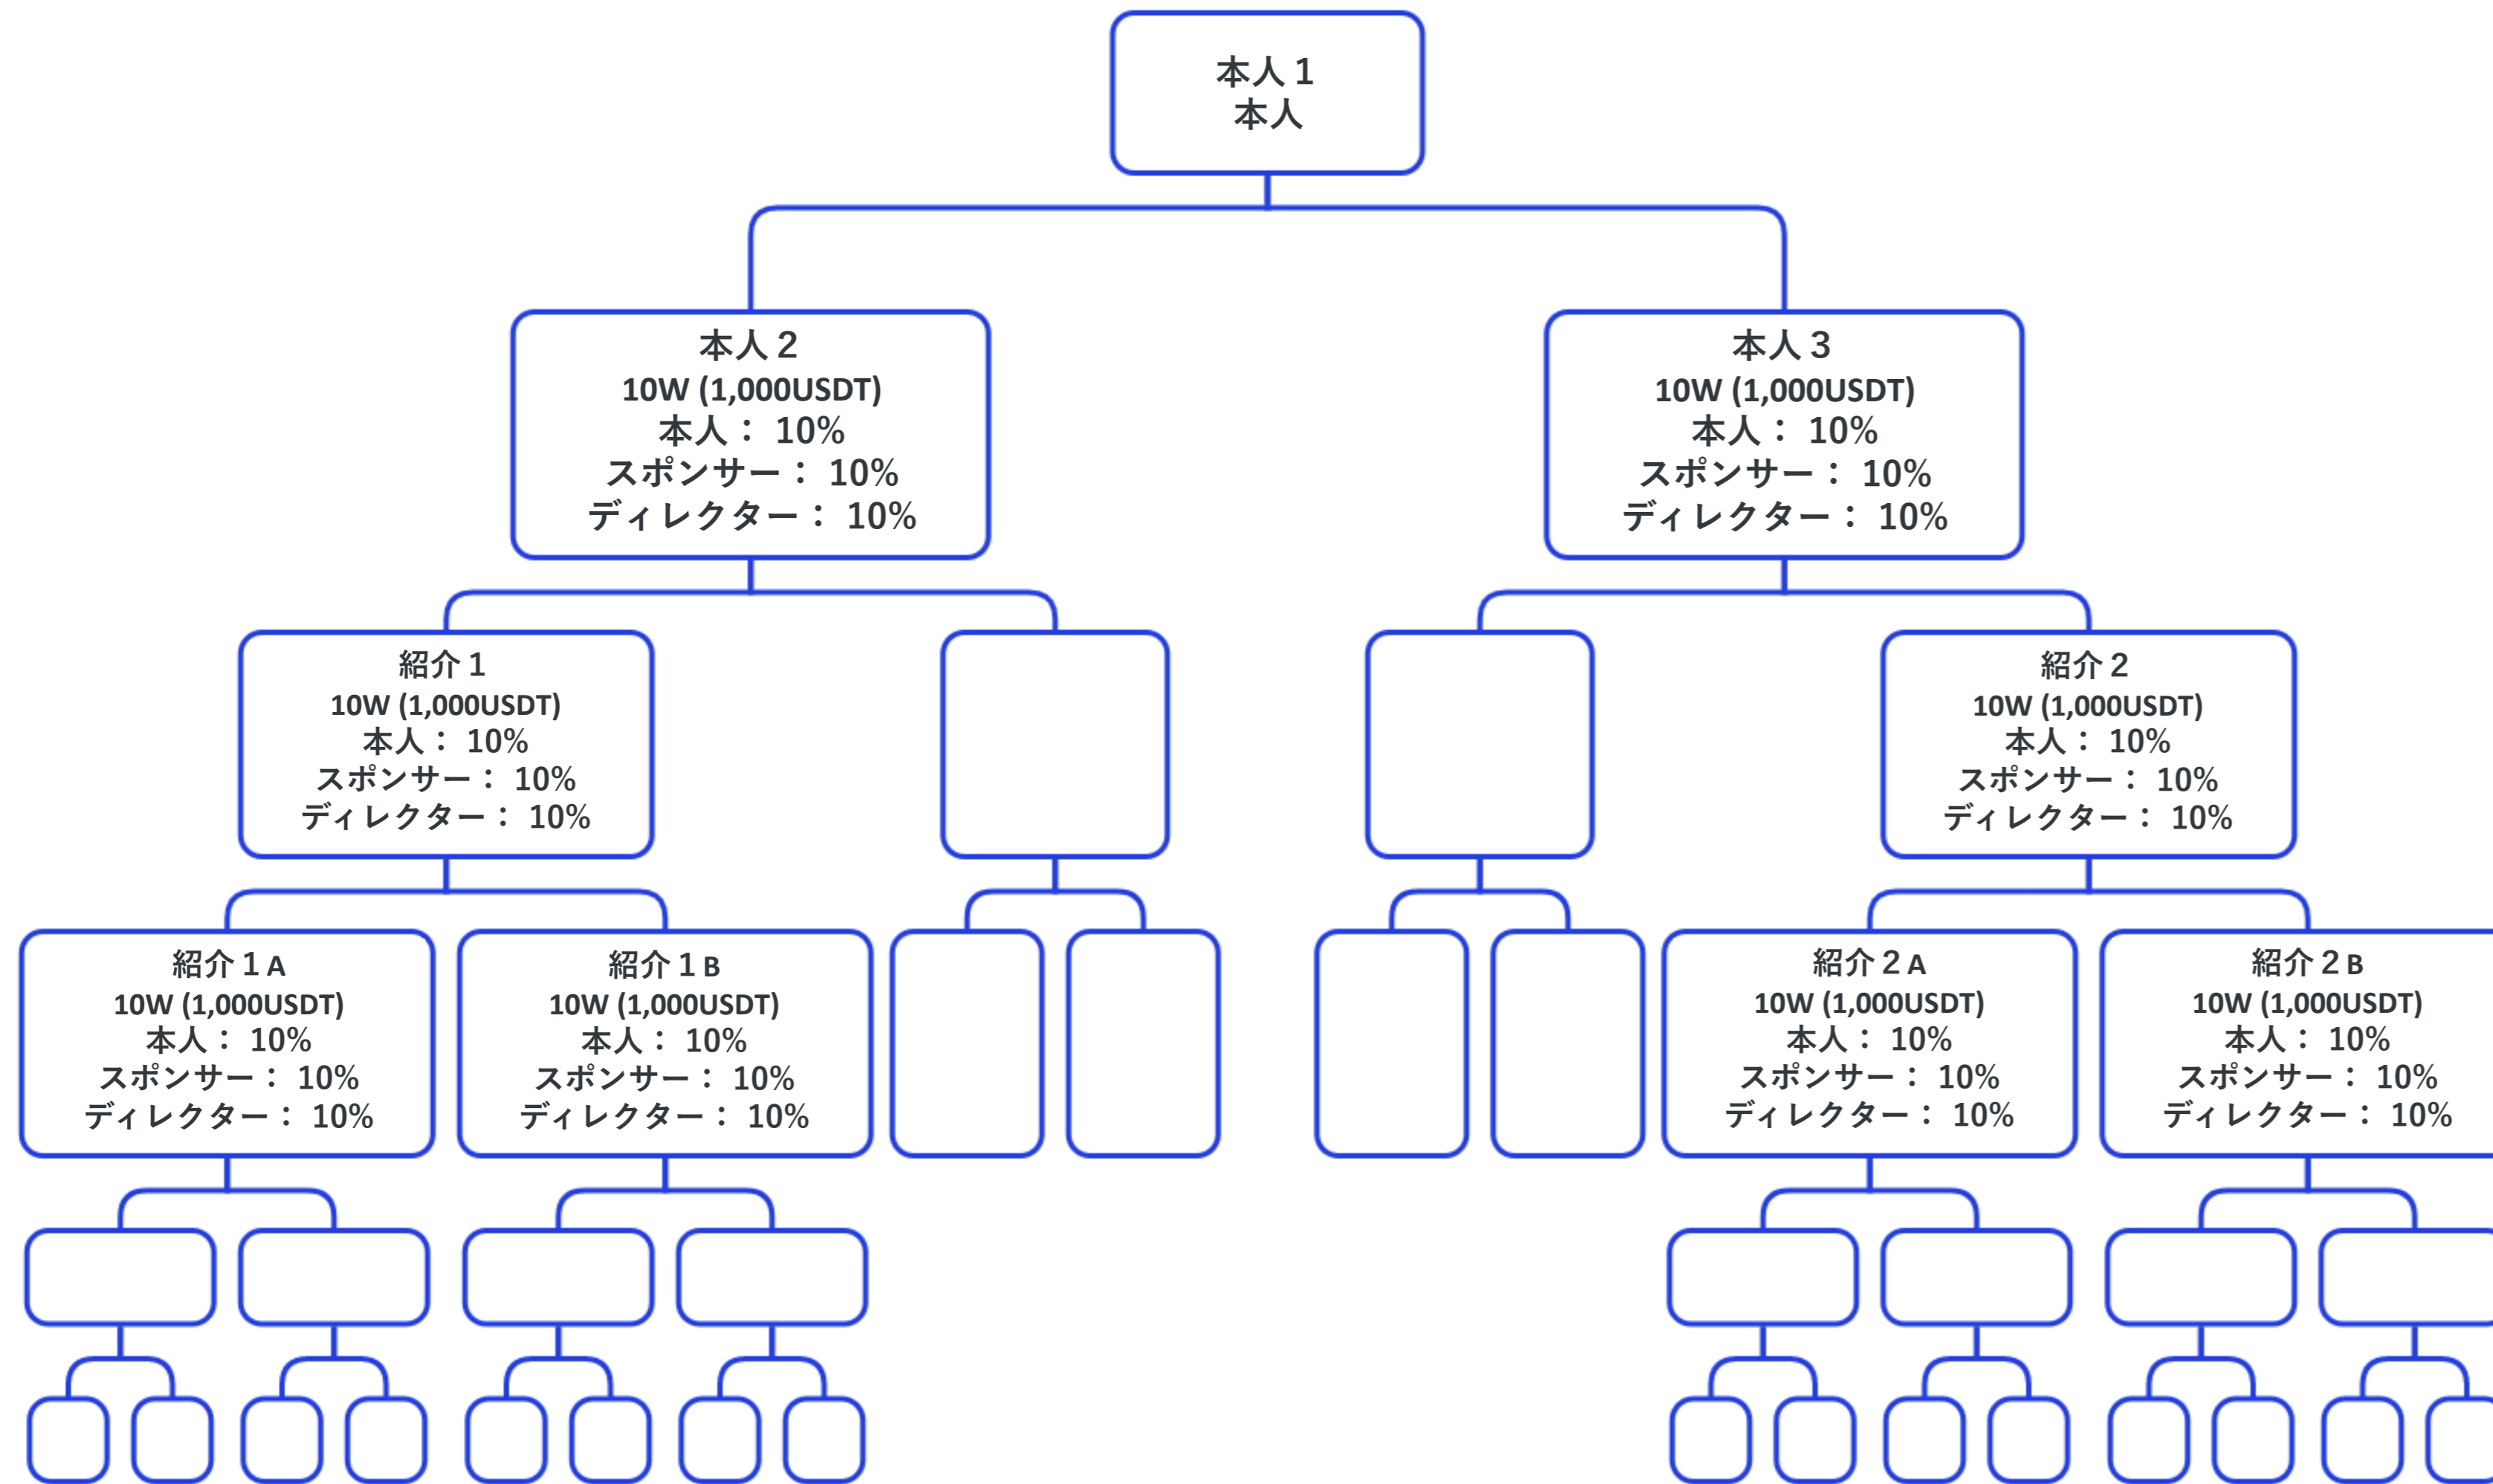 本人１
本人
本人２
10W (1,000USDT)
本人： 10%
スポンサー： 10%
ディレクター： 10%
本人３
10W (1,000USDT)
本人： 10%
スポンサー： 10%
ディレクター： 10%
紹介１
10W (1,000USDT)
本人： 10%
スポンサー： 10%
ディレクター： 10%
紹介２
10W (1,000USDT)
本人： 10%
スポンサー： 10%
ディレクター： 10%
紹介１A
10W (1,000USDT)
本人： 10%
スポンサー： 10%
ディレクター： 10%
紹介１B
10W (1,000USDT)
本人： 10%
スポンサー： 10%
ディレクター： 10%
紹介２A
10W (1,000USDT)
本人： 10%
スポンサー： 10%
ディレクター： 10%
紹介２B
10W (1,000USDT)
本人： 10%
スポンサー： 10%
ディレクター： 10%